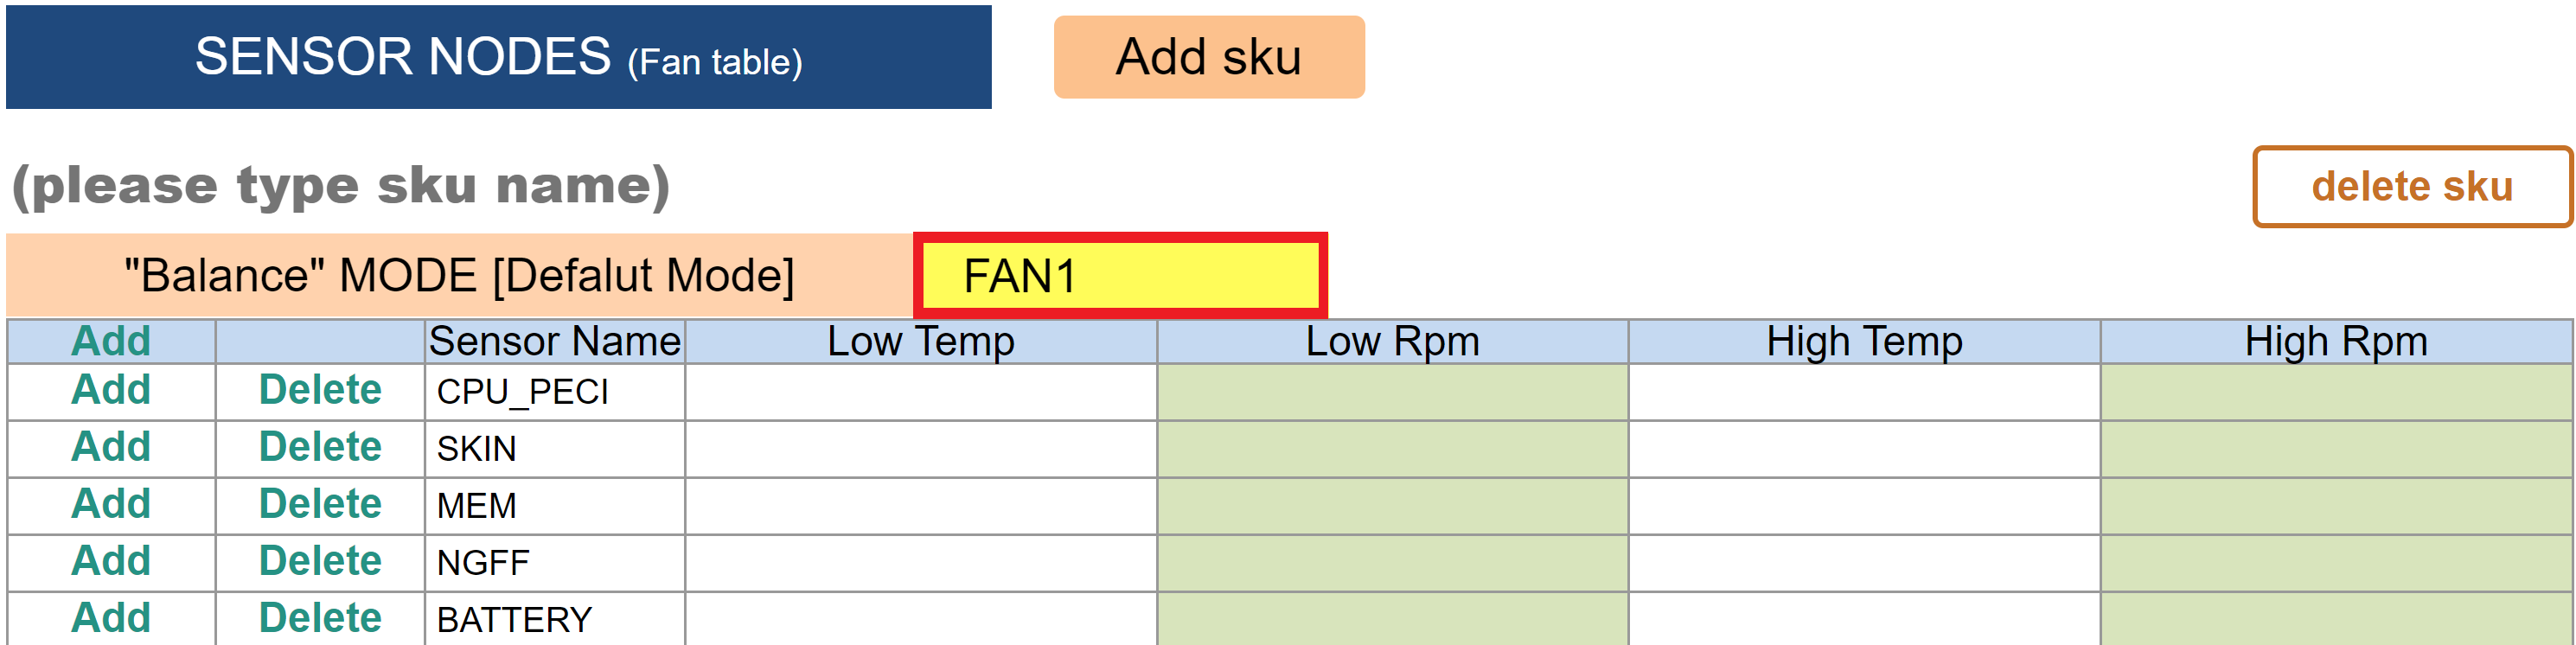 SENSOR NODES (Fan table) Add sku
(please type sku name) delete sku
"Balance" MODE [Defalut Mode] FAN1
Add Sensor Name Low Temp Low Rpm High Temp High Rpm
Add Delete CPU_PECI
Add Delete SKIN
Add Delete MEM
Add Delete NGFF
Add Delete BATTERY